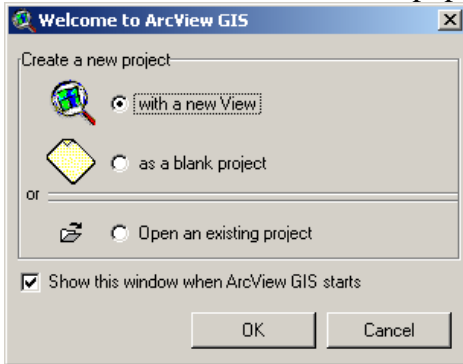 Welcome to ArcView GIS
Create a new project
with a new View
as a blank project
or
Open an existing project
Show this window when ArcView GIS starts
OK
Cancel